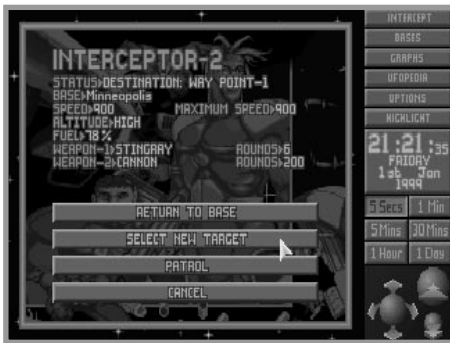 INTERCEPTOR-2
STATUS>DESTINATION: WAY POINT-1
BASE>Minneapolis
SPEED>900 MAXIMUM SPEED>900
ALTITUDE>HIGH
FUEL>78%
WEAPON-1>STINGRAY ROUNDS>6
WEAPON-2>CANNON ROUNDS>200
RETURN TO BASE
SELECT NEW TARGET
PATROL
CANCEL
INTERCEPT
BASES
GRAPHS
UFOPEDIA
OPTIONS
HIGHLIGHT
21:21:35
FRIDAY
1st Jan
1999
5 Secs 1 Min
5 Mins 30 Mins
1 Hour 1 Day